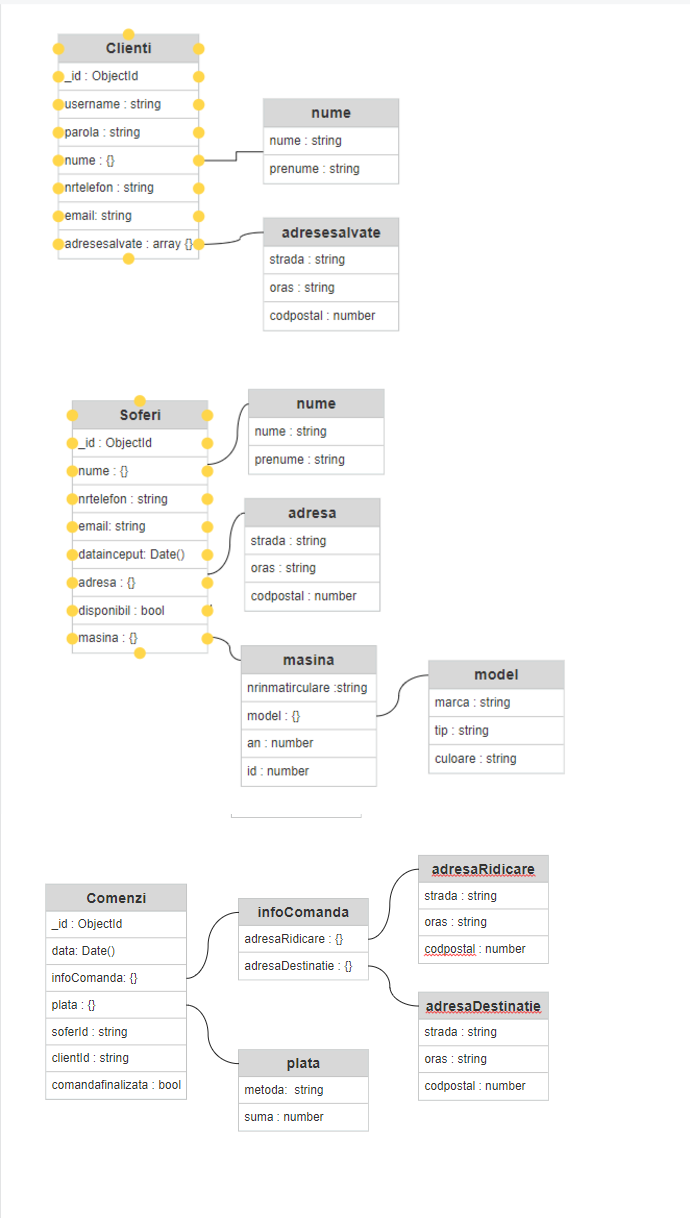 Clienti
_id : ObjectId
username : string
parola : string
nume : {}
nrtelefon : string
email: string
adresesalvate : array {}
nume
nume : string
prenume : string
adresesalvate
strada : string
oras : string
codpostal : number
Soferi
_id : ObjectId
nume : {}
nrtelefon : string
email: string
datainceput: Date()
adresa : {}
disponibil : bool
masina : {}
nume
nume : string
prenume : string
adresa
strada : string
oras : string
codpostal : number
masina
nrinmatirculare :string
model : {}
an : number
id : number
model
marca : string
tip : string
culoare : string
Comenzi
_id : ObjectId
data: Date()
infoComanda: {}
plata : {}
soferId : string
clientId : string
comandafinalizata : bool
infoComanda
adresaRidicare : {}
adresaDestinatie : {}
plata
metoda: string
suma : number
adresaRidicare
strada : string
oras : string
codpostal : number
adresaDestinatie
strada : string
oras : string
codpostal : number